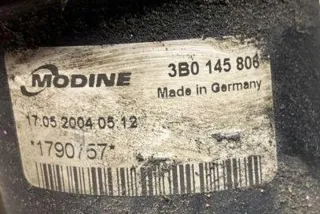 MODINE
3B0 145 806
Made in Germany
17.05.2004 05:12
*1790/57*